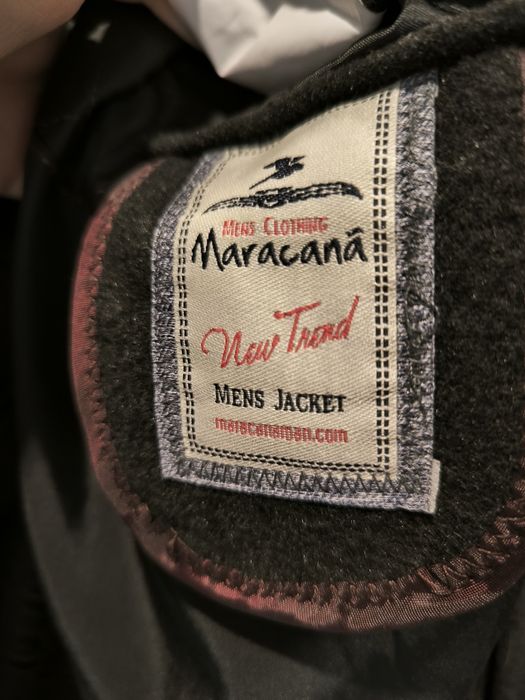 Mens Clothing
Maracanã
New Trend
Mens Jacket
maracanaman.com